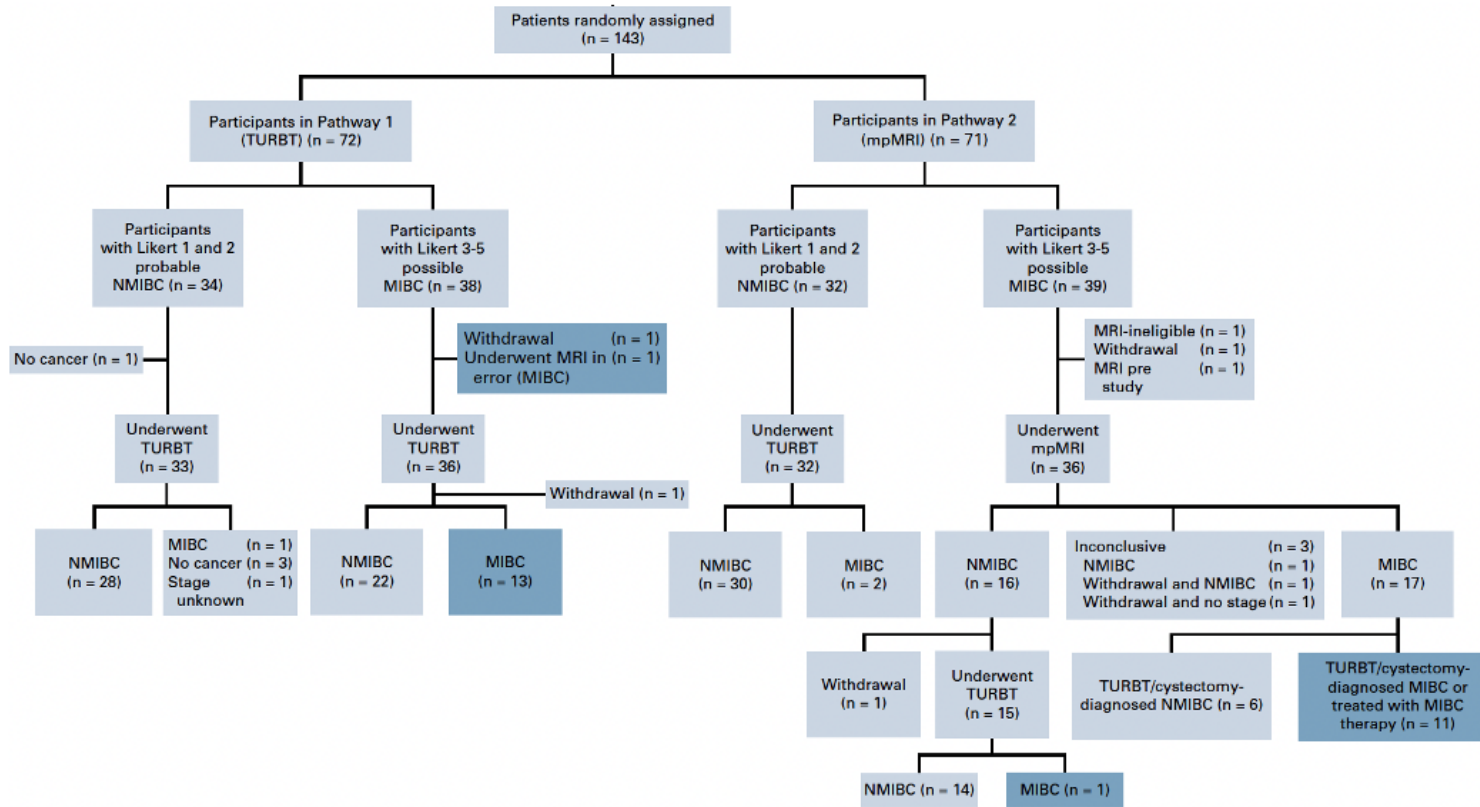 Patients randomly assigned
(n = 143)
Participants in Pathway 1
(TURBT) (n = 72)
Participants in Pathway 2
(mpMRI) (n = 71)
Participants
with Likert 1 and 2
probable
NMIBC (n = 34)
Participants
with Likert 3-5
possible
MIBC (n = 38)
Participants
with Likert 1 and 2
probable
NMIBC (n = 32)
Participants
with Likert 3-5
possible
MIBC (n = 39)
No cancer (n = 1)
Withdrawal (n = 1)
Underwent MRI in (n = 1)
error (MIBC)
MRI-ineligible (n = 1)
Withdrawal (n = 1)
MRI pre (n = 1)
study
Underwent
TURBT
(n = 33)
Underwent
TURBT
(n = 36)
Underwent
TURBT
(n = 32)
Underwent
mpMRI
(n = 36)
Withdrawal (n = 1)
NMIBC
(n = 28)
MIBC (n = 1)
No cancer (n = 3)
Stage (n = 1)
unknown
NMIBC
(n = 22)
MIBC
(n = 13)
NMIBC
(n = 30)
MIBC
(n = 2)
NMIBC
(n = 16)
Inconclusive (n = 3)
NMIBC (n = 1)
Withdrawal and NMIBC (n = 1)
Withdrawal and no stage (n = 1)
MIBC
(n = 17)
Withdrawal
(n = 1)
Underwent
TURBT
(n = 15)
TURBT/cystectomy-
diagnosed NMIBC (n = 6)
TURBT/cystectomy-
diagnosed MIBC or
treated with MIBC
therapy (n = 11)
NMIBC (n = 14)
MIBC (n = 1)